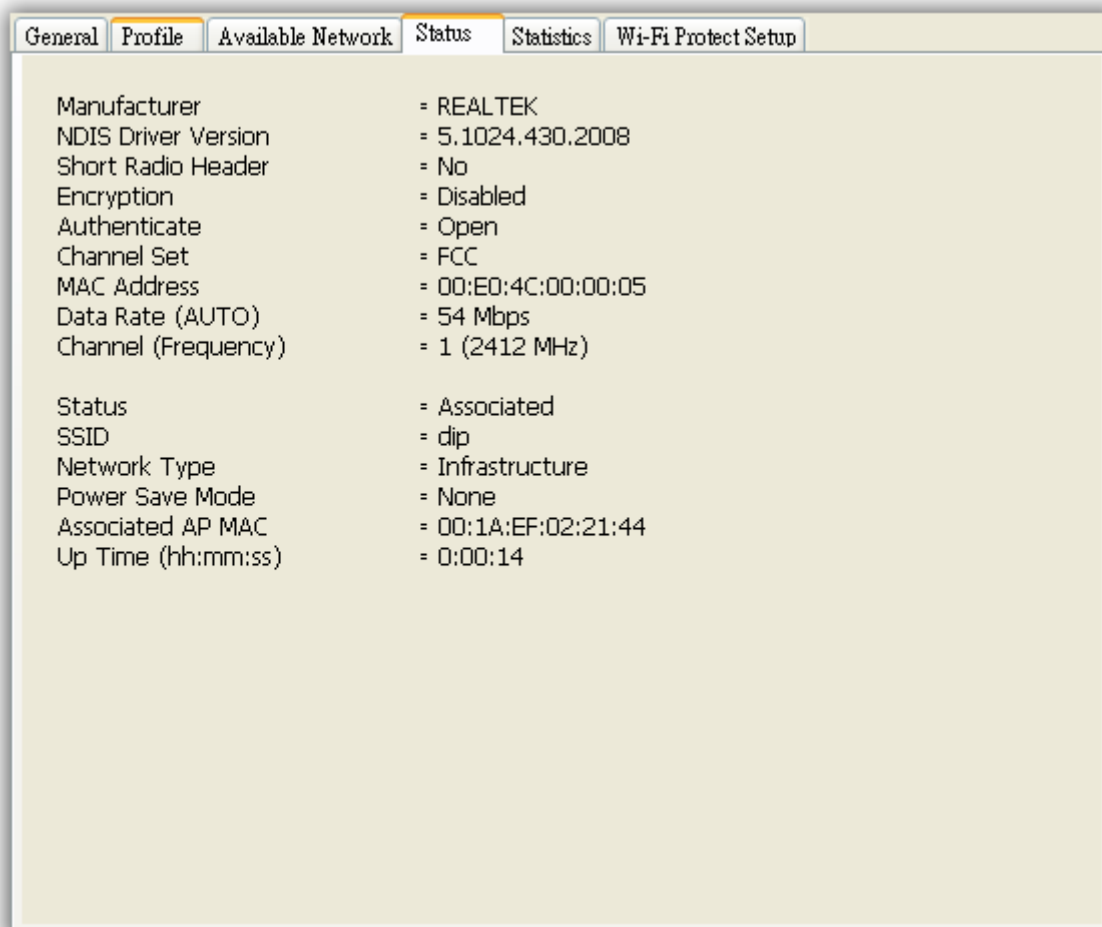 General Profile Available Network Status Statistics Wi-Fi Protect Setup
Manufacturer = REALTEK
NDIS Driver Version = 5.1024.430.2008
Short Radio Header = No
Encryption = Disabled
Authenticate = Open
Channel Set = FCC
MAC Address = 00:E0:4C:00:00:05
Data Rate (AUTO) = 54 Mbps
Channel (Frequency) = 1 (2412 MHz)
Status = Associated
SSID = dip
Network Type = Infrastructure
Power Save Mode = None
Associated AP MAC = 00:1A:EF:02:21:44
Up Time (hh:mm:ss) = 0:00:14